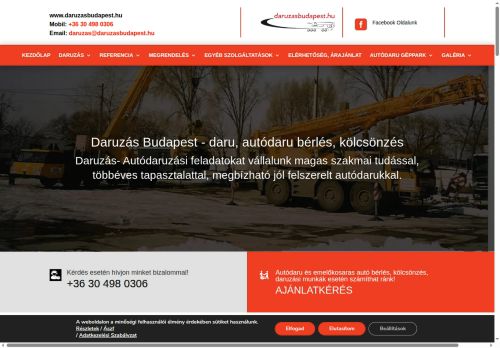 www.daruzasbudapest.hu
Mobil: +36 30 498 0306
Email: daruzas@daruzasbudapest.hu
daruzasbudapest.hu
Facebook Oldalunk
KEZDŐLAP DARUZÁS REFERENCIA MEGRENDELÉS EGYÉB SZOLGÁLTATÁSOK ELÉRHETŐSÉG, ÁRAJÁNLAT AUTÓDARU GÉPPARK GALÉRIA
Daruzás Budapest - daru, autódaru bérlés, kölcsönzés
Daruzás- Autódaruzási feladatokat vállalunk magas szakmai tudással,
többéves tapasztalattal, megbízható jól felszerelt autódarukkal.
Kérdés esetén hívjon minket bizalommal!
+36 30 498 0306
Autódaru és emelőkosaras autó bérlés, kölcsönzés,
daruzási munkák esetén számíthat ránk!
AJÁNLATKÉRÉS
A weboldalon a minőségi felhasználói élmény érdekében sütiket használunk.
Részletek / Ászf
/ Adatkezelési Szabályzat
Elfogad Elutasítom Beállítások